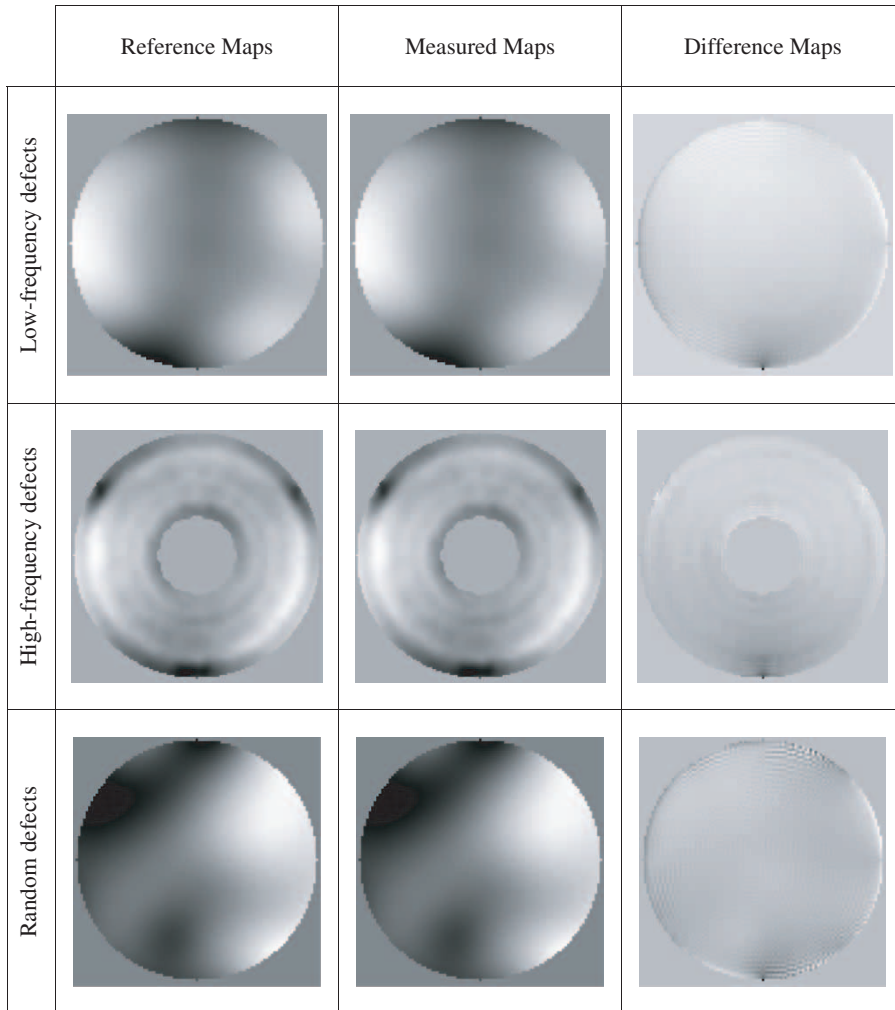 Reference Maps
Measured Maps
Difference Maps
Low-frequency defects
High-frequency defects
Random defects